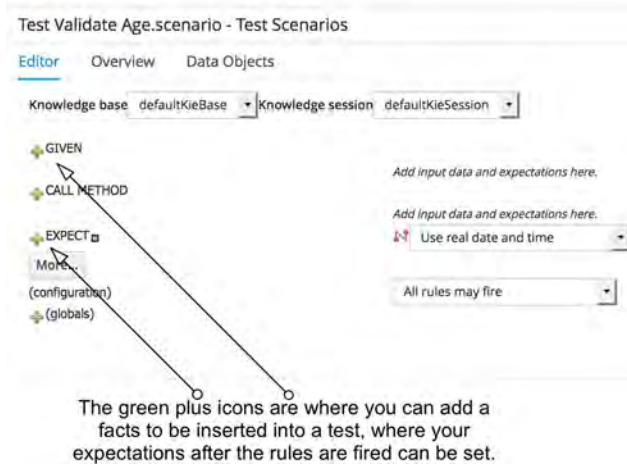 Test Validate Age.scenario - Test Scenarios
Editor Overview Data Objects
Knowledge base defaultKieBase Knowledge session defaultKieSession
GIVEN
Add input data and expectations here.
CALL METHOD
Add input data and expectations here.
EXPECT
Use real date and time
More...
(configuration)
All rules may fire
(globals)
The green plus icons are where you can add a
facts to be inserted into a test, where your
expectations after the rules are fired can be set.